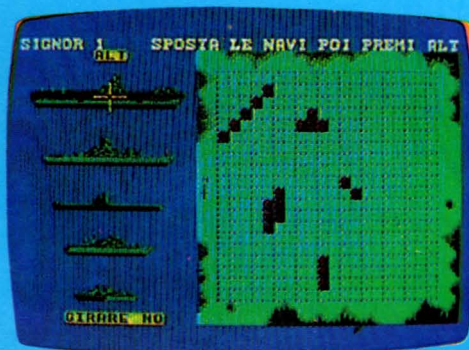 SIGNOR 1 SPOSTA LE NAVI POI PREMI ALT
ALT
GIRARE NO